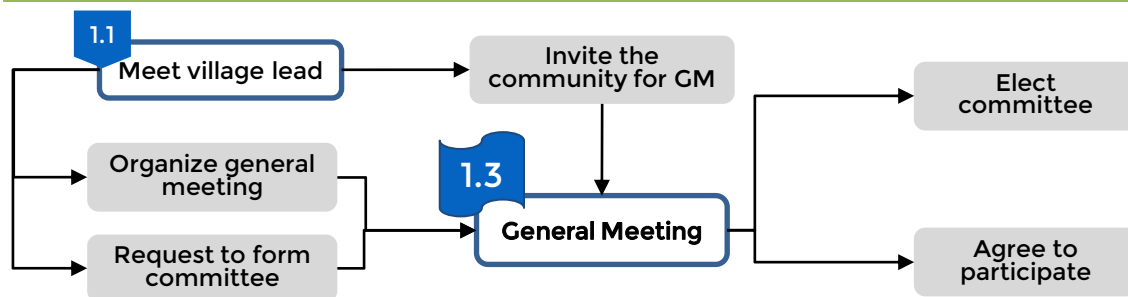 1.1
Meet village lead
Invite the
community for GM
Elect
committee
Organize general
meeting
1.3
General Meeting
Request to form
committee
Agree to
participate